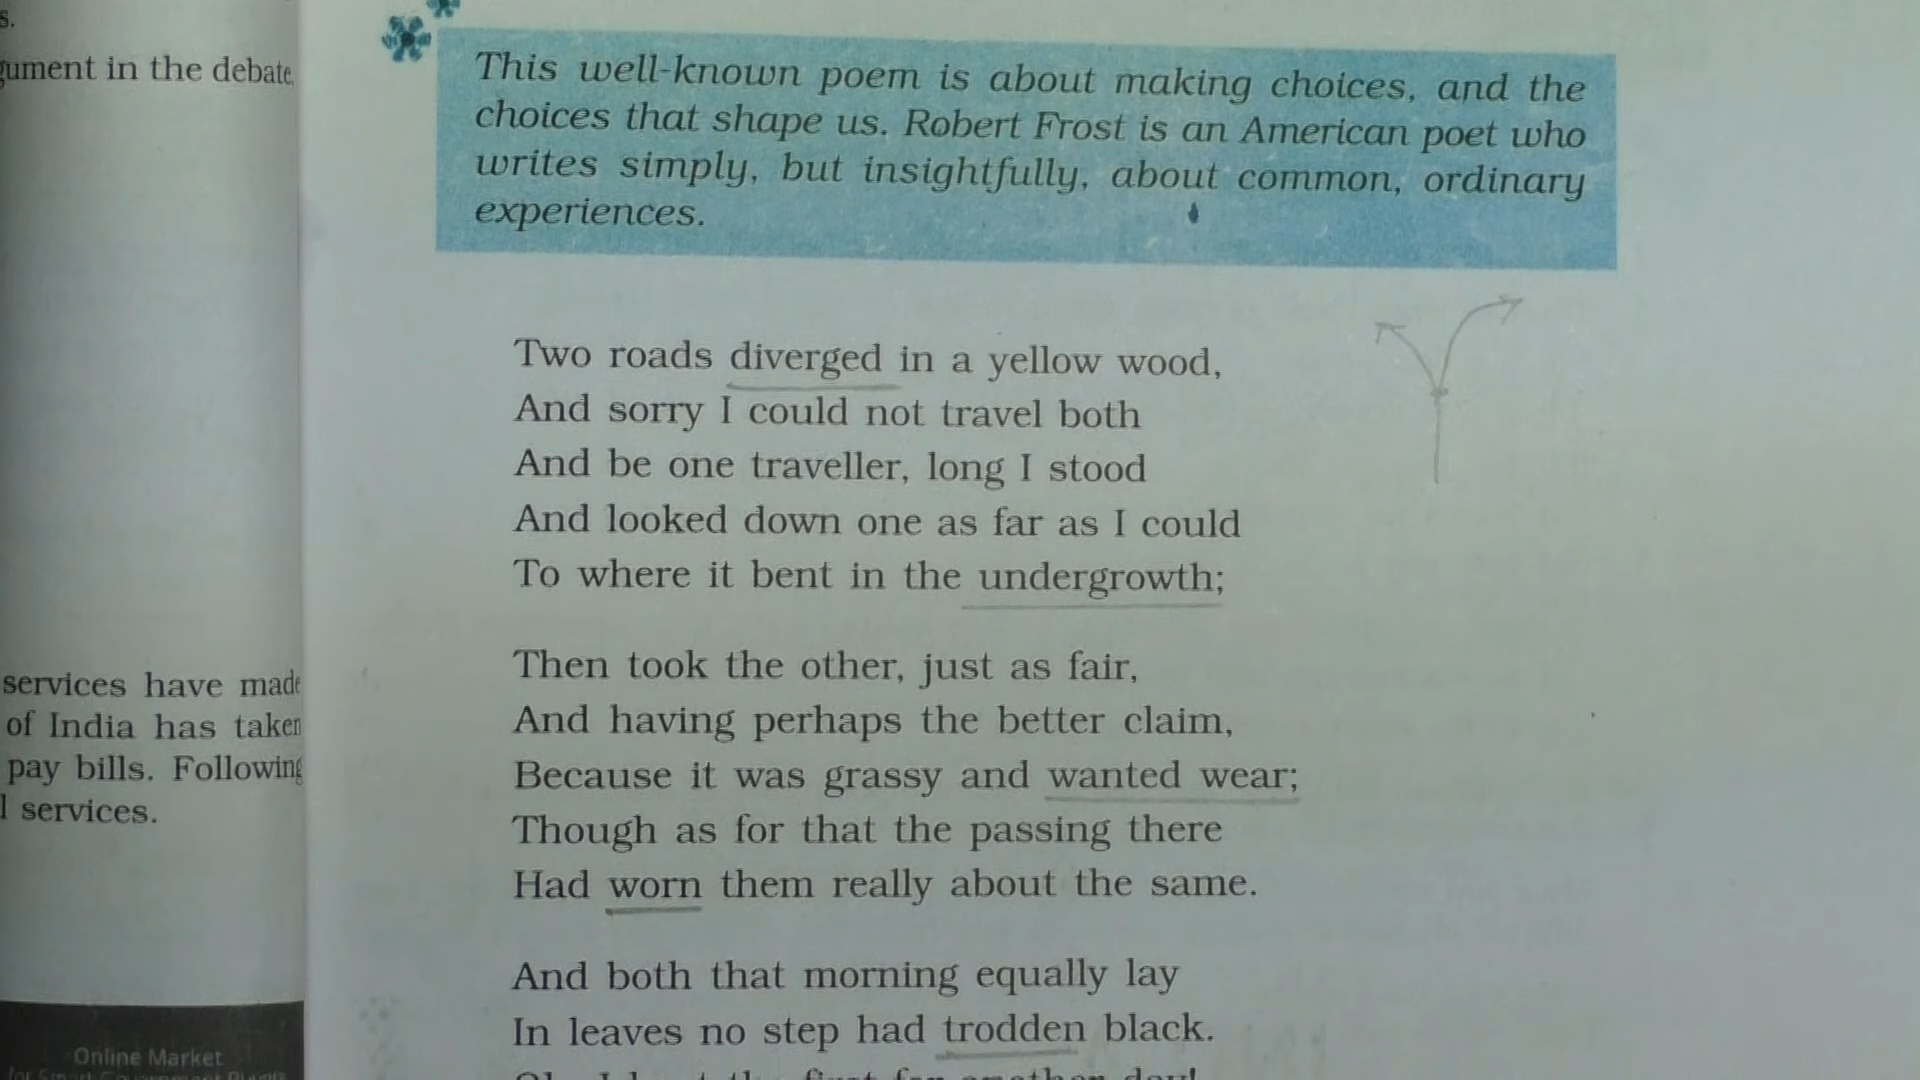 s.
gument in the debate
services have made
of India has taken
pay bills. Following
l services.
Online Market
This well-known poem is about making choices, and the
choices that shape us. Robert Frost is an American poet who
writes simply, but insightfully, about common, ordinary
experiences.
Two roads diverged in a yellow wood,
And sorry I could not travel both
And be one traveller, long I stood
And looked down one as far as I could
To where it bent in the undergrowth;
Then took the other, just as fair,
And having perhaps the better claim,
Because it was grassy and wanted wear;
Though as for that the passing there
Had worn them really about the same.
And both that morning equally lay
In leaves no step had trodden black.